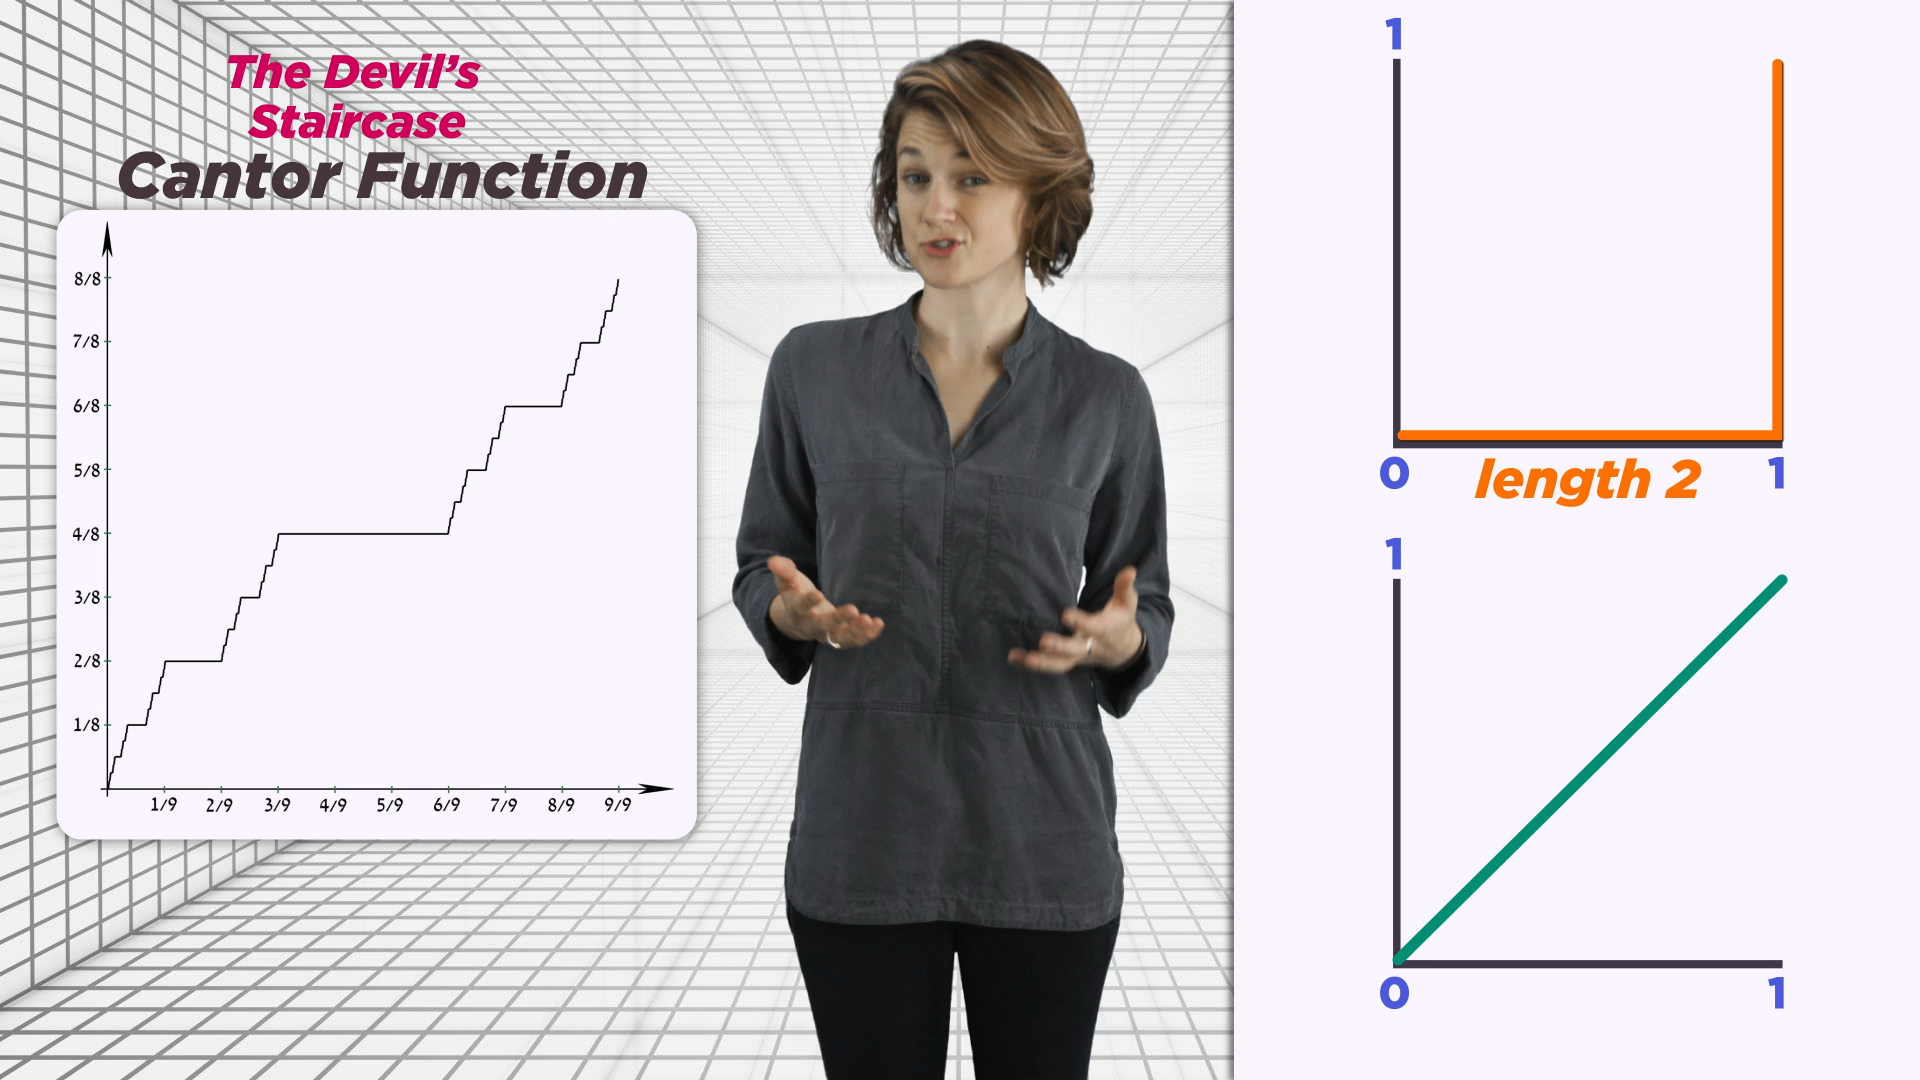 The Devil's
Staircase
Cantor Function
8/8
7/8
6/8
5/8
4/8
3/8
2/8
1/8
1/9 2/9 3/9 4/9 5/9 6/9 7/9 8/9 9/9
1
0 length 2 1
1
0 1